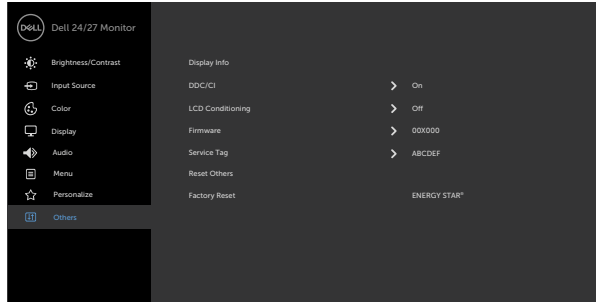 DELL Dell 24/27 Monitor
Brightness/Contrast
Input Source
Color
Display
Audio
Menu
Personalize
Others
Display Info
DDC/CI On
LCD Conditioning Off
Firmware 00X000
Service Tag ABCDEF
Reset Others
Factory Reset ENERGY STAR®